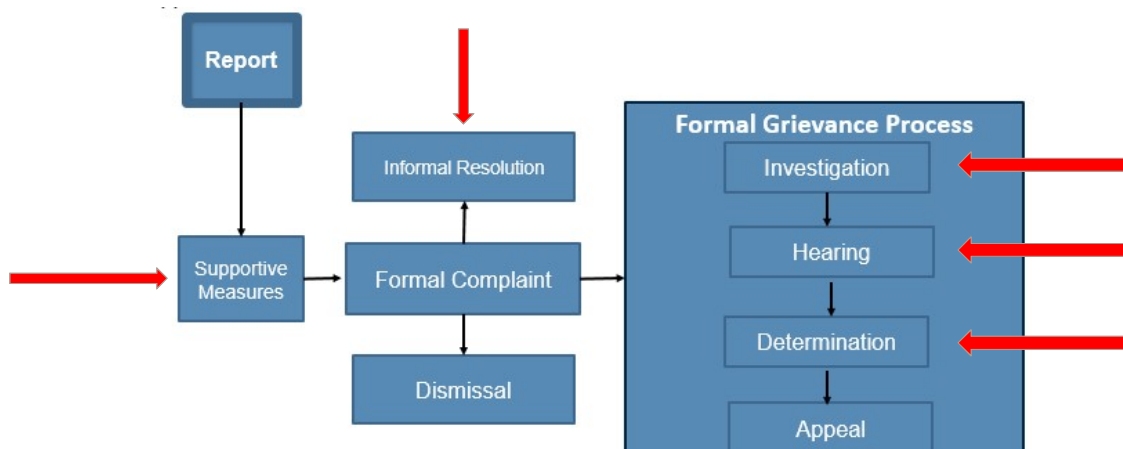 Report
Informal Resolution
Supportive
Measures
Formal Complaint
Dismissal
Formal Grievance Process
Investigation
Hearing
Determination
Appeal